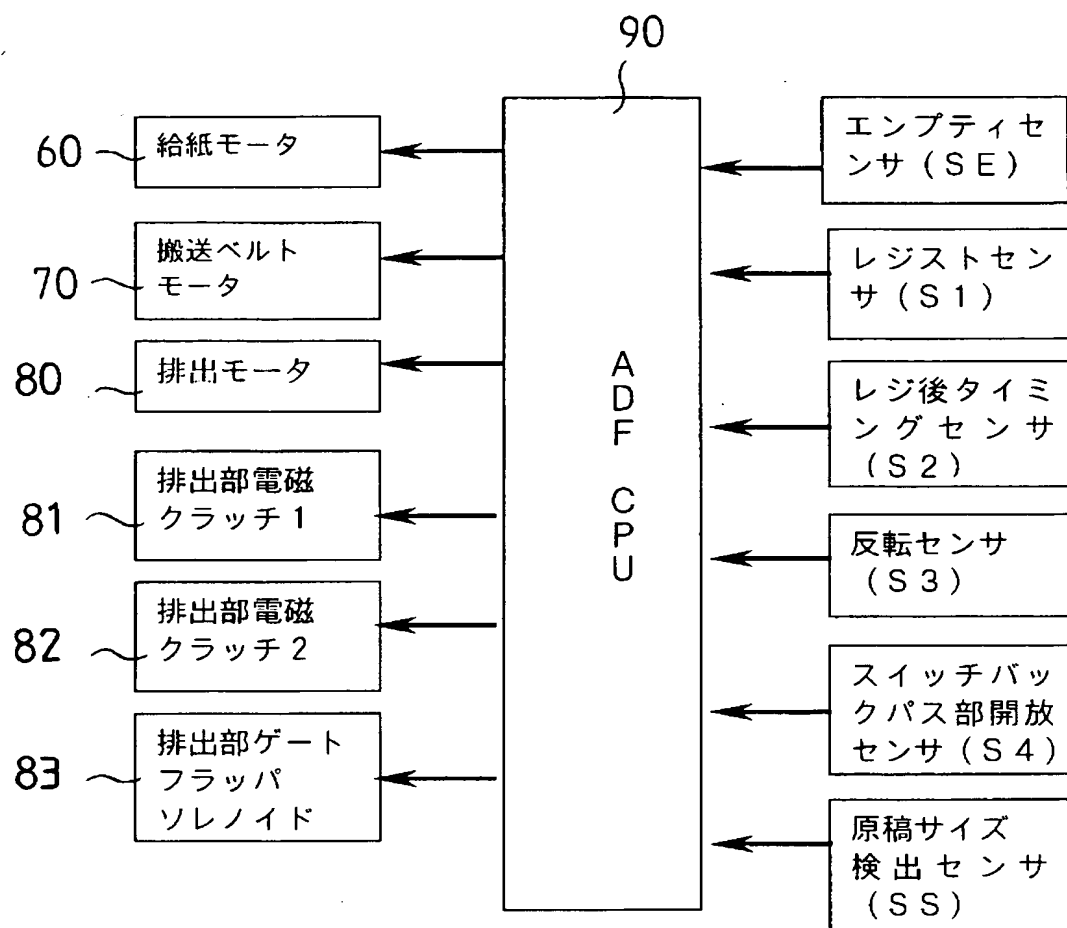 90
60
給紙モータ
70
搬送ベルト
モータ
80
排出モータ
81
排出部電磁
クラッチ1
82
排出部電磁
クラッチ2
83
排出部ゲート
フラッパ
ソレノイド
ADF CPU
エンプティセ
ンサ(SE)
レジストセン
サ(S1)
レジ後タイミ
ングセンサ
(S2)
反転センサ
(S3)
スイッチバッ
クパス部開放
センサ(S4)
原稿サイズ
検出センサ
(SS)